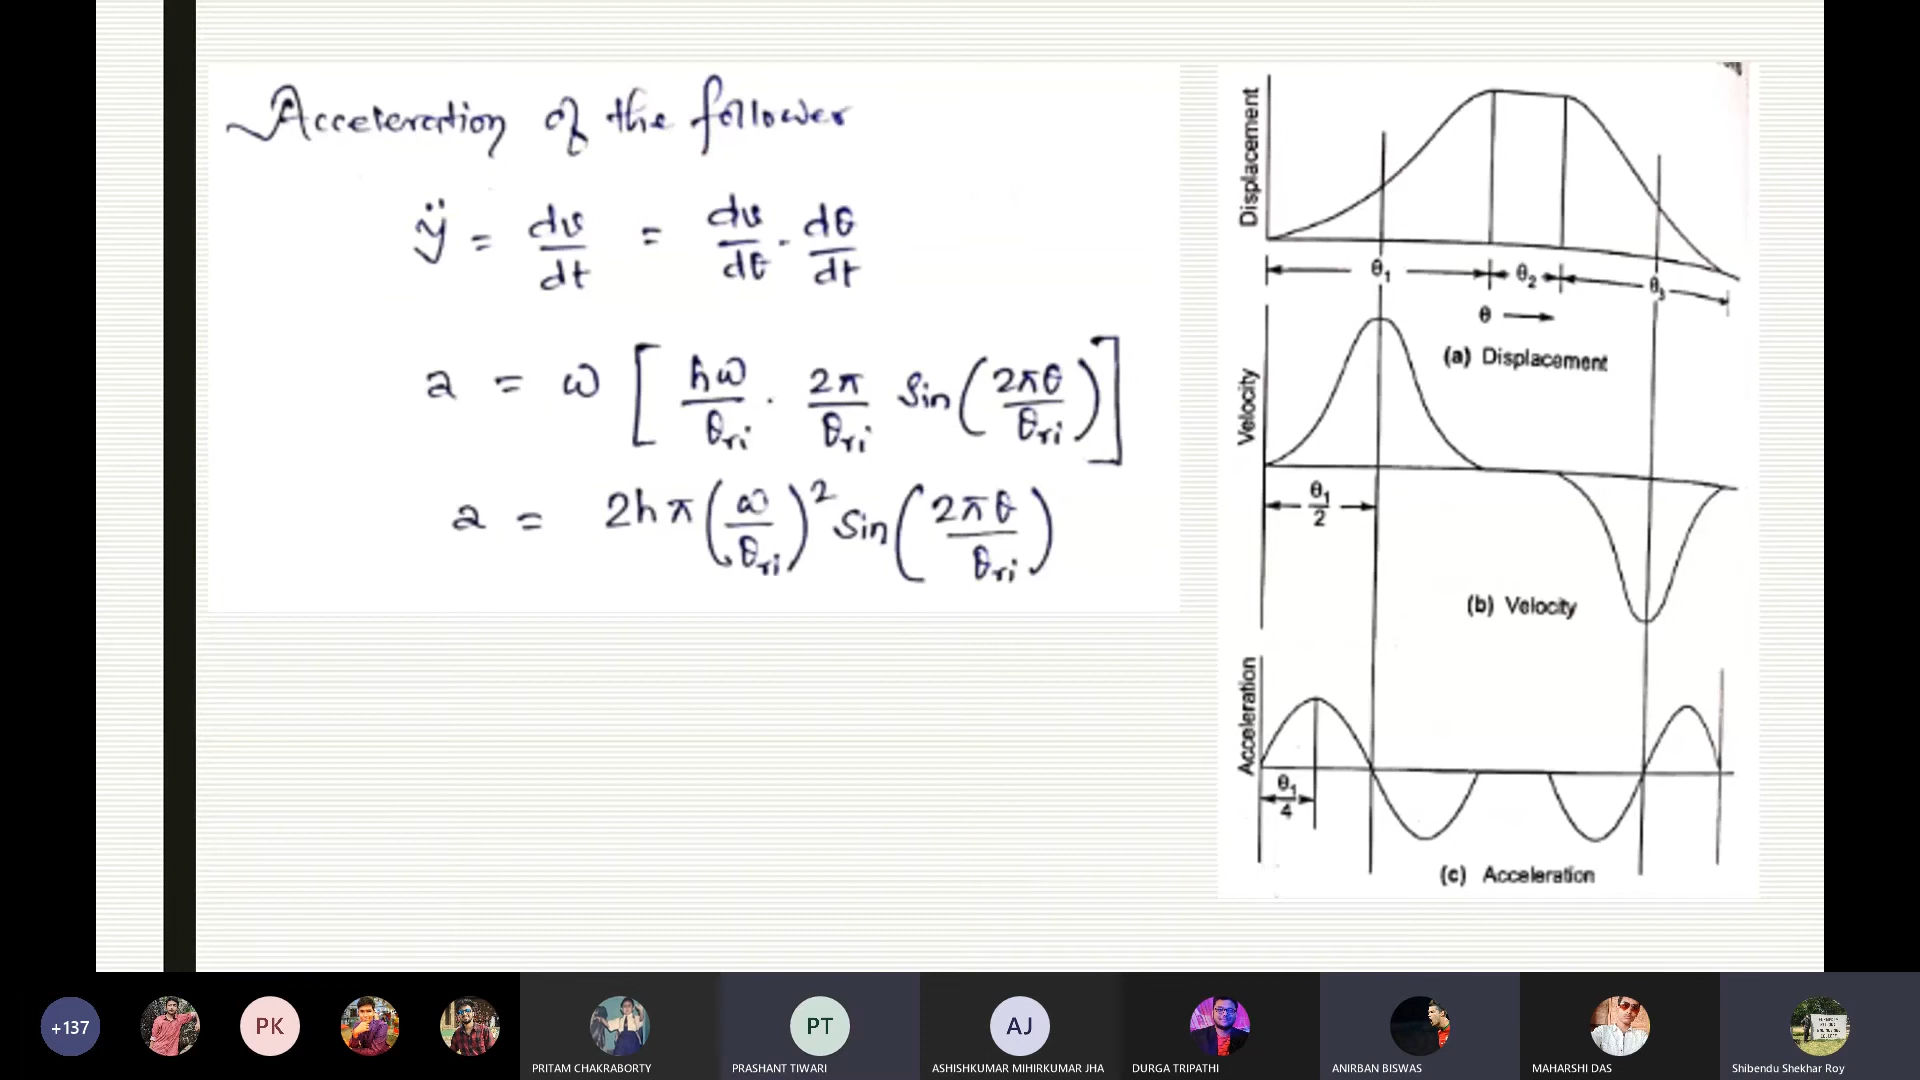 Acceleration of the follower
ÿ = dv/dt = dv/dθ · dθ/dt
a = ω [ hω/θri · 2π/θri sin(2πθ/θri) ]
a = 2hπ (ω/θri)² sin(2πθ/θri)
Displacement
θ1 θ2 θ3
θ
(a) Displacement
Velocity
θ1/2
(b) Velocity
Acceleration
θ1/4
(c) Acceleration
+137
PK
PT
AJ
PRITAM CHAKRABORTY
PRASHANT TIWARI
ASHISHKUMAR MIHIRKUMAR JHA
DURGA TRIPATHI
ANIRBAN BISWAS
MAHARSHI DAS
Shibendu Shekhar Roy